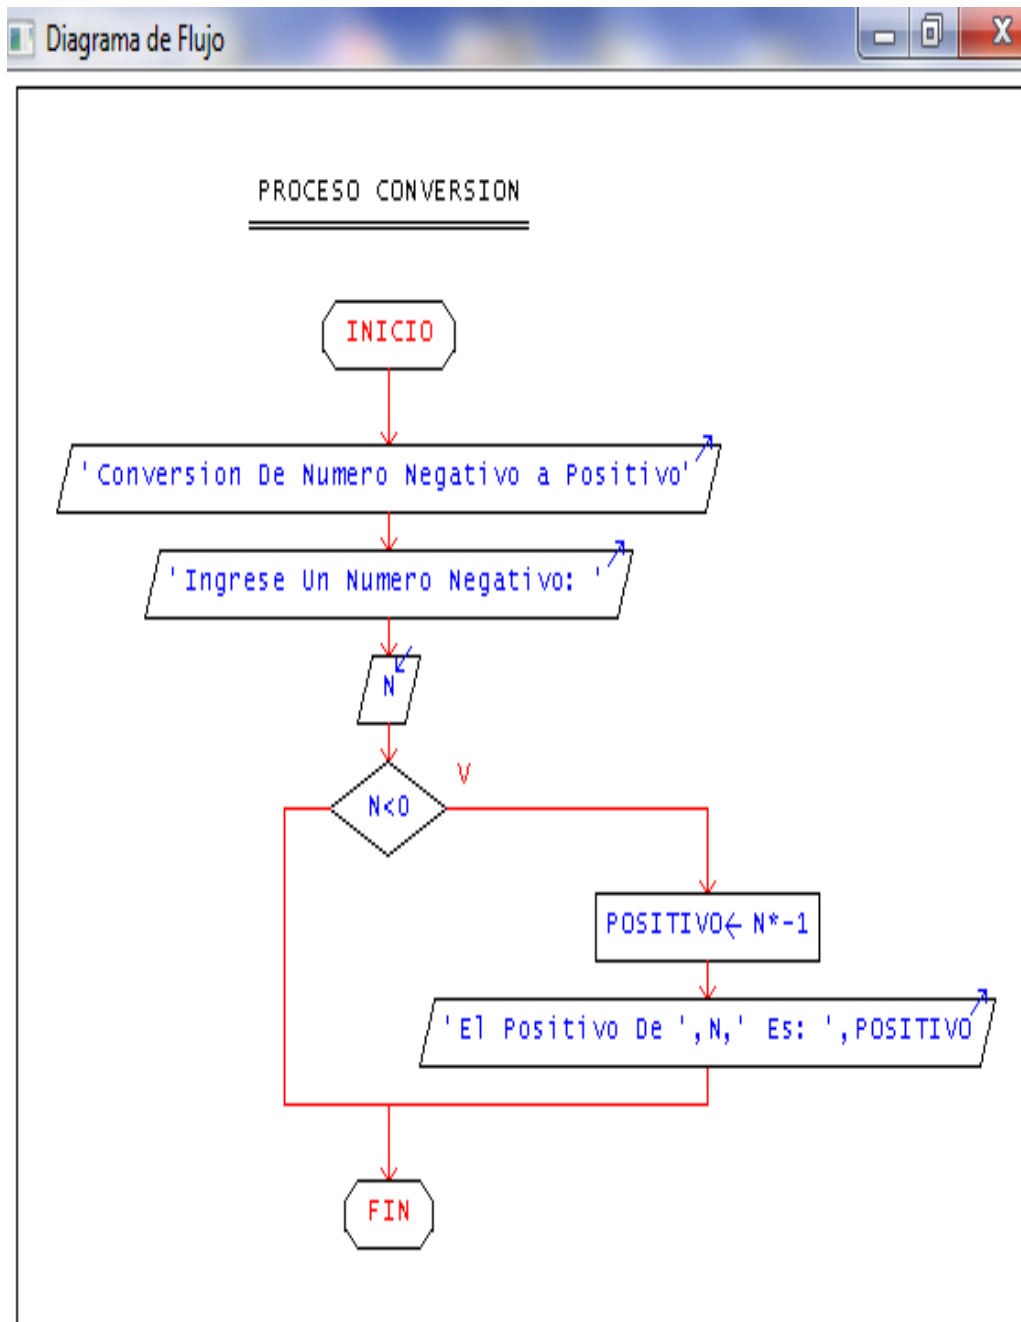 Diagrama de Flujo
X
PROCESO CONVERSION
INICIO
'Conversion De Numero Negativo a Positivo'
'Ingrese Un Numero Negativo: '
N
V
N<0
POSITIVO← N*-1
'El Positivo De ',N,' Es: ',POSITIVO
FIN